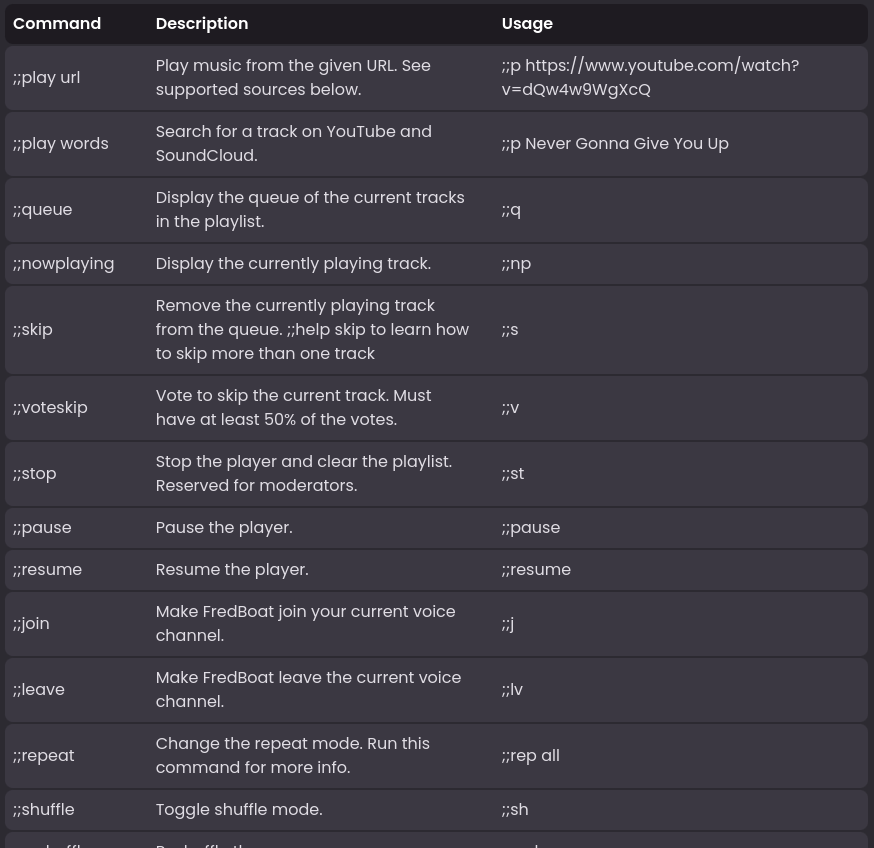 Command Description Usage
;;play url
Play music from the given URL. See
supported sources below.
;;p https://www.youtube.com/watch?
v=dQw4w9WgXcQ
;;play words
Search for a track on YouTube and
SoundCloud.
;;p Never Gonna Give You Up
;;queue
Display the queue of the current tracks
in the playlist.
;;q
;;nowplaying Display the currently playing track. ;;np
;;skip
Remove the currently playing track
from the queue. ;;help skip to learn how
to skip more than one track
;;s
;;voteskip
Vote to skip the current track. Must
have at least 50% of the votes.
;;v
;;stop
Stop the player and clear the playlist.
Reserved for moderators.
;;st
;;pause Pause the player. ;;pause
;;resume Resume the player. ;;resume
;;join
Make FredBoat join your current voice
channel.
;;j
;;leave
Make FredBoat leave the current voice
channel.
;;lv
;;repeat
Change the repeat mode. Run this
command for more info.
;;rep all
;;shuffle Toggle shuffle mode. ;;sh